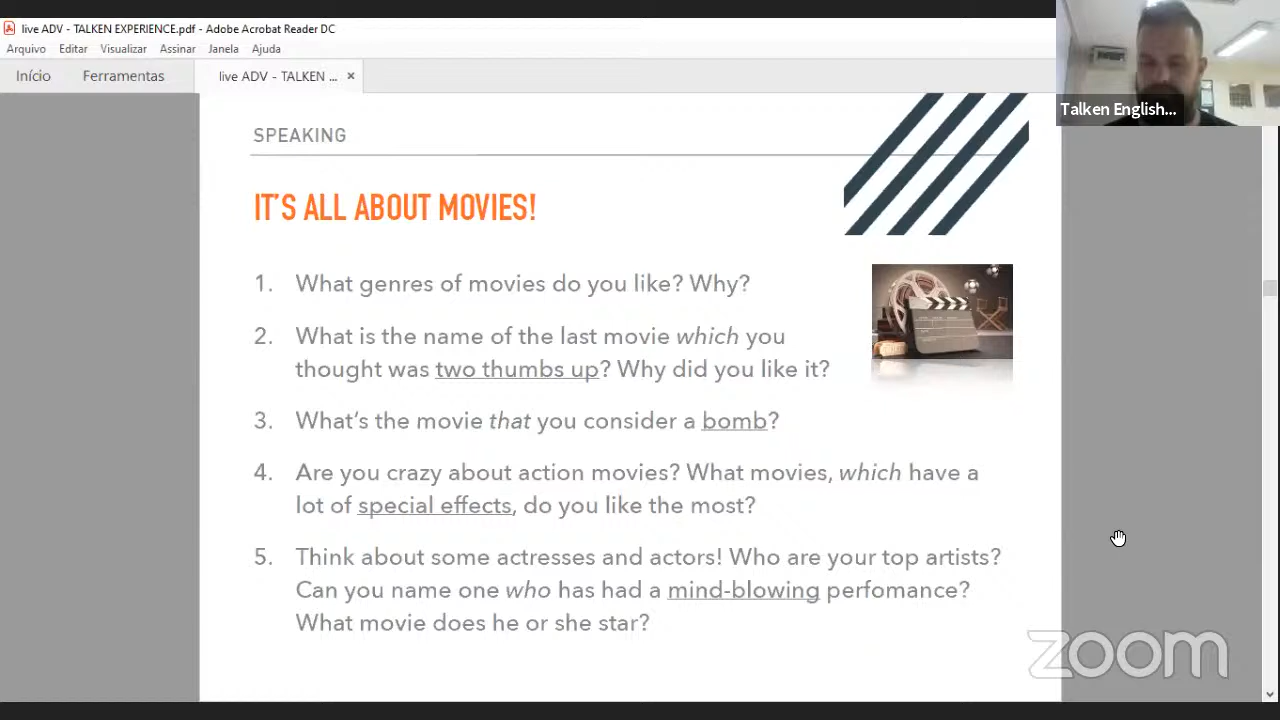 live ADV - TALKEN EXPERIENCE.pdf - Adobe Acrobat Reader DC
Arquivo Editar Visualizar Assinar Janela Ajuda
Início Ferramentas live ADV - TALKEN ... ×
Talken English...
SPEAKING
IT'S ALL ABOUT MOVIES!
1. What genres of movies do you like? Why?
2. What is the name of the last movie which you
thought was two thumbs up? Why did you like it?
3. What's the movie that you consider a bomb?
4. Are you crazy about action movies? What movies, which have a
lot of special effects, do you like the most?
5. Think about some actresses and actors! Who are your top artists?
Can you name one who has had a mind-blowing perfomance?
What movie does he or she star?
zoom